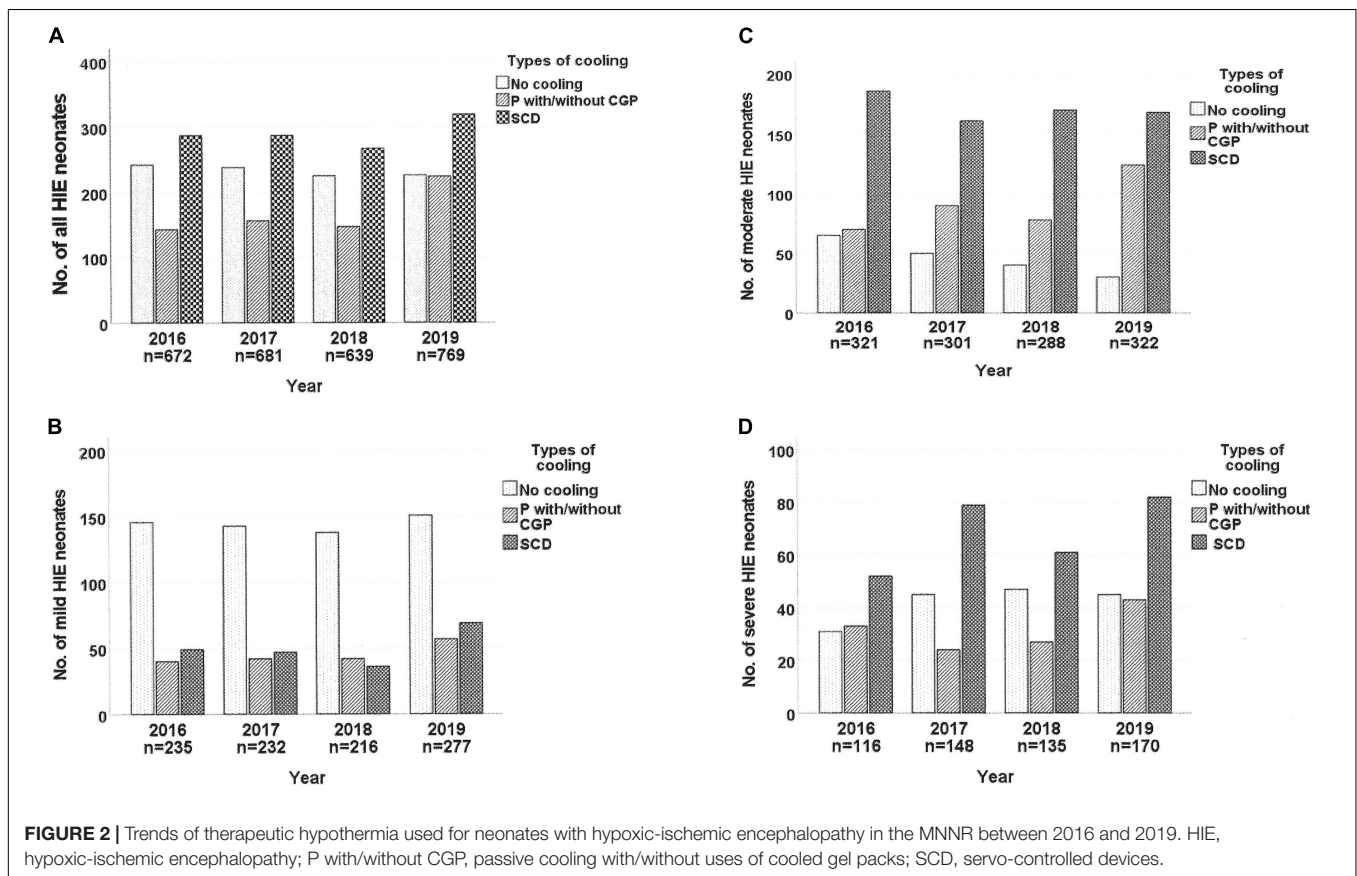 A
No. of all HIE neonates
400
300
200
100
0
2016
n=672
2017
n=681
2018
n=639
2019
n=769
Year
Types of cooling
No cooling
P with/without CGP
SCD
B
No. of mild HIE neonates
200
150
100
50
0
2016
n=235
2017
n=232
2018
n=216
2019
n=277
Year
Types of
cooling
No cooling
P with/without
CGP
SCD
C
No. of moderate HIE neonates
200
150
100
50
0
2016
n=321
2017
n=301
2018
n=288
2019
n=322
Year
Types of
cooling
No cooling
P with/without
CGP
SCD
D
No. of severe HIE neonates
100
80
60
40
20
0
2016
n=116
2017
n=148
2018
n=135
2019
n=170
Year
Types of
cooling
No cooling
P with/without
CGP
SCD
FIGURE 2 | Trends of therapeutic hypothermia used for neonates with hypoxic-ischemic encephalopathy in the MNNR between 2016 and 2019. HIE,
hypoxic-ischemic encephalopathy; P with/without CGP, passive cooling with/without uses of cooled gel packs; SCD, servo-controlled devices.